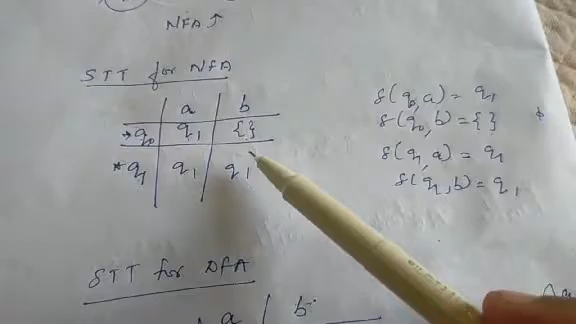 NFA ↑
STT for NFA
a b
→q₀ q₁ {}
*q₁ q₁ q₁
δ(q₀,a) = q₁
δ(q₀,b) = {}
δ(q₁,a) = q₁
δ(q₁,b) = q₁
STT for DFA
a b